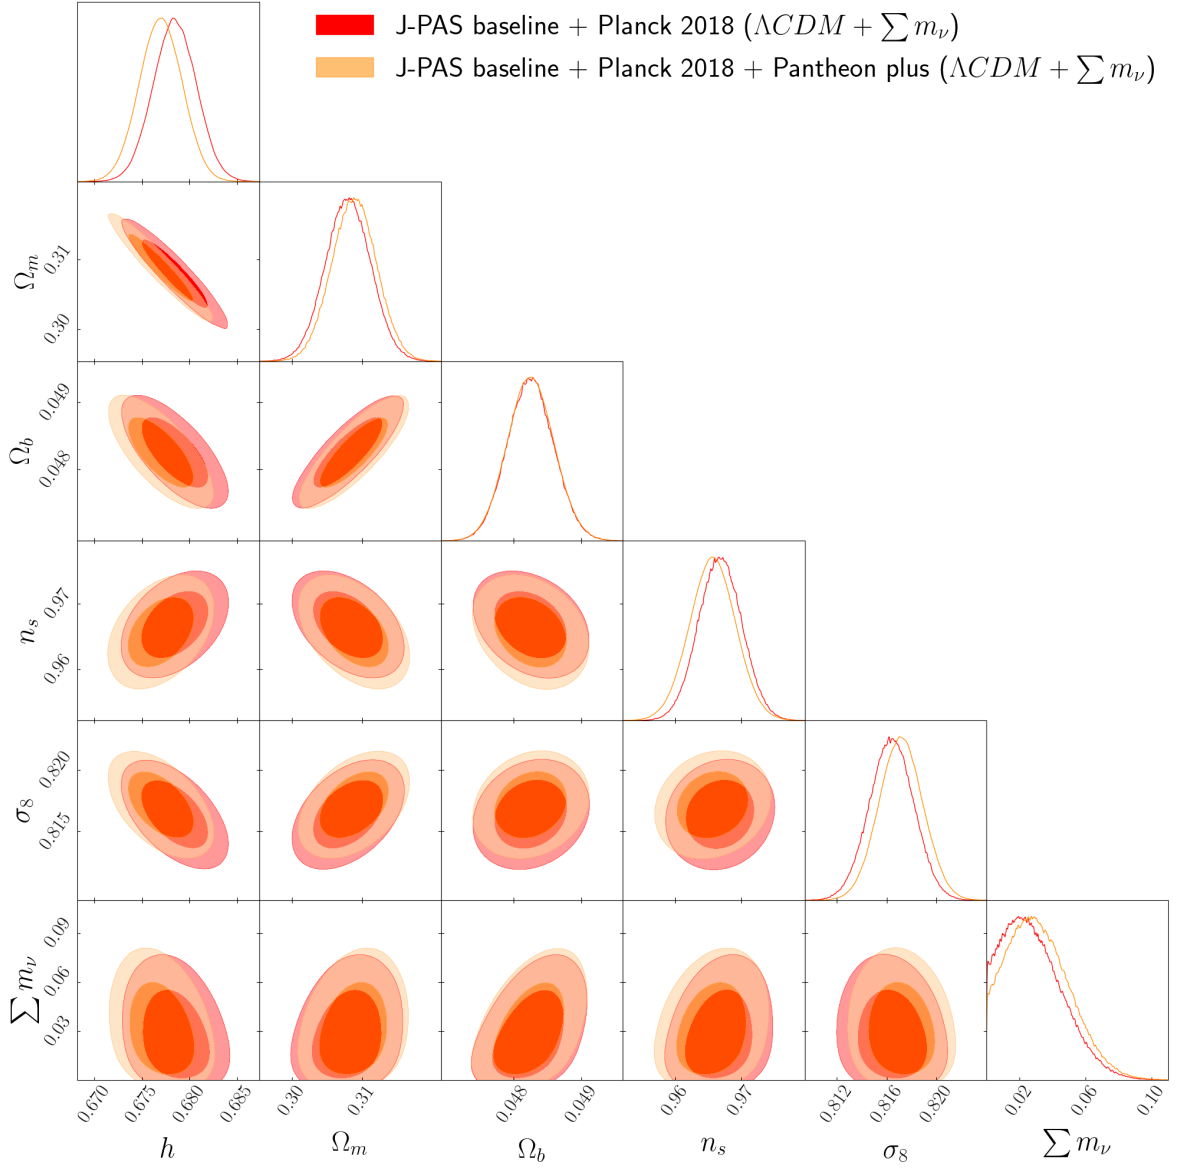 J-PAS baseline + Planck 2018 (ΛCDM + ∑ m_ν)
J-PAS baseline + Planck 2018 + Pantheon plus (ΛCDM + ∑ m_ν)
Ω_m
0.31
0.30
Ω_b
0.049
0.048
n_s
0.97
0.96
σ_8
0.820
0.815
∑ m_ν
0.09
0.06
0.03
0.670 0.675 0.680 0.685 0.30 0.31 0.048 0.049 0.96 0.97 0.812 0.816 0.820 0.02 0.06 0.10
h Ω_m Ω_b n_s σ_8 ∑ m_ν